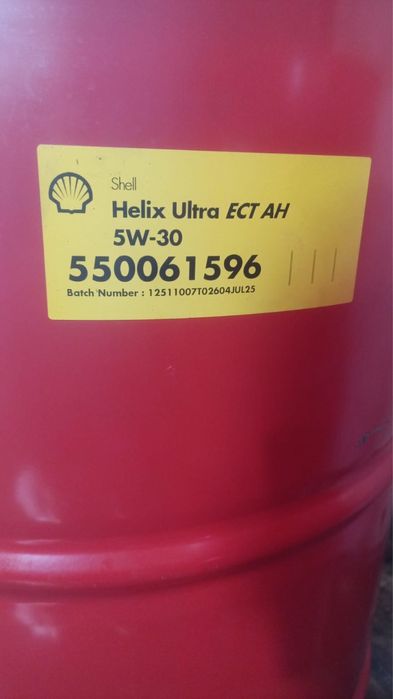 Shell
Helix Ultra ECT AH
5W-30
550061596
Batch Number : 12511007T02604JUL25